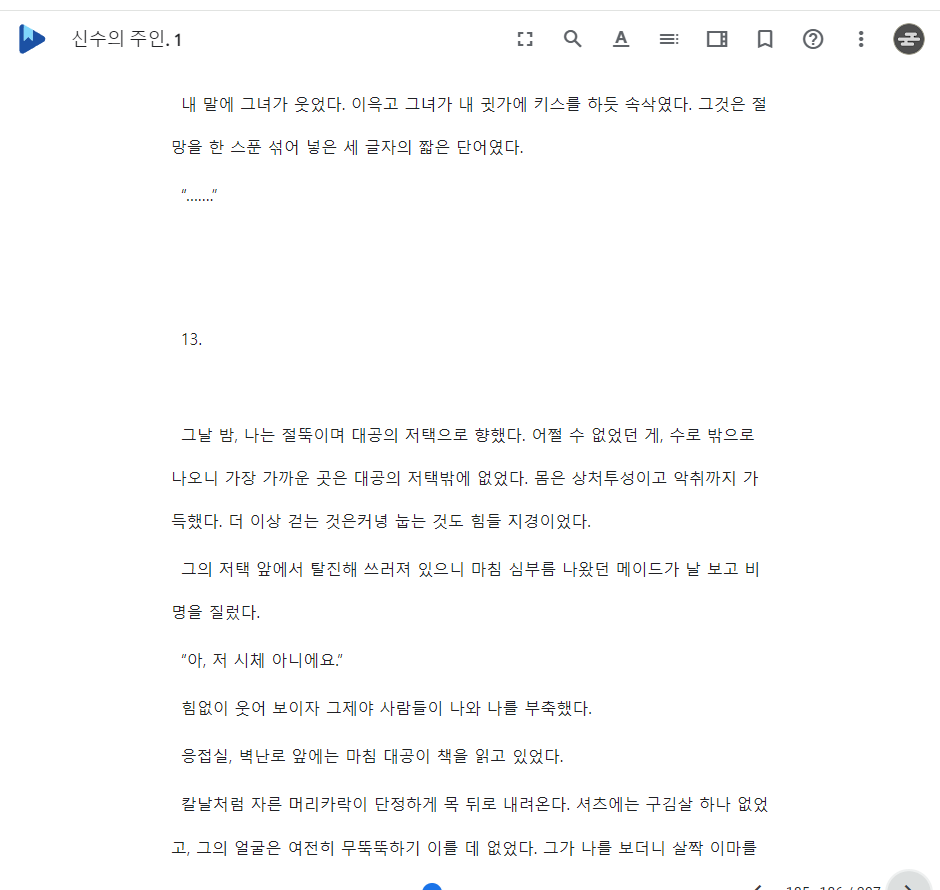 신수의 주인. 1
내 말에 그녀가 웃었다. 이윽고 그녀가 내 귓가에 키스를 하듯 속삭였다. 그것은 절
망을 한 스푼 섞어 넣은 세 글자의 짧은 단어였다.
“…….”
13.
그날 밤, 나는 절뚝이며 대공의 저택으로 향했다. 어쩔 수 없었던 게, 수로 밖으로
나오니 가장 가까운 곳은 대공의 저택밖에 없었다. 몸은 상처투성이고 악취까지 가
득했다. 더 이상 걷는 것은커녕 눕는 것도 힘들 지경이었다.
그의 저택 앞에서 탈진해 쓰러져 있으니 마침 심부름 나왔던 메이드가 날 보고 비
명을 질렀다.
“아, 저 시체 아니에요.”
힘없이 웃어 보이자 그제야 사람들이 나와 나를 부축했다.
응접실, 벽난로 앞에는 마침 대공이 책을 읽고 있었다.
칼날처럼 자른 머리카락이 단정하게 목 뒤로 내려온다. 셔츠에는 구김살 하나 없었
고, 그의 얼굴은 여전히 무뚝뚝하기 이를 데 없었다. 그가 나를 보더니 살짝 이마를